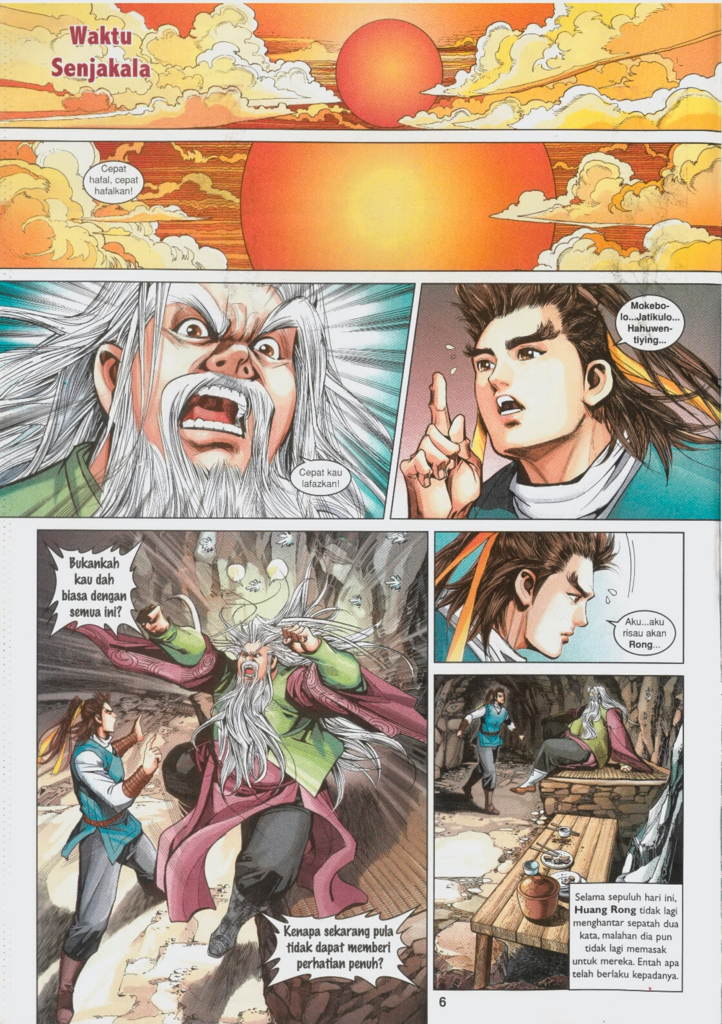 Waktu
Senjakala
Cepat
hafal, cepat
hafalkan!
Cepat kau
lafazkan!
Mokebo-
lo...Jatikulo...
Hahuwen-
tiying...
Bukankah
kau dah
biasa dengan
semua ini?
Kenapa sekarang pula
tidak dapat memberi
perhatian penuh?
Aku...aku
risau akan
Rong...
Selama sepuluh hari ini,
Huang Rong tidak lagi
menghantar sepatah dua
kata, malahan dia pun
tidak lagi memasak
untuk mereka. Entah apa
telah berlaku kepadanya.
6